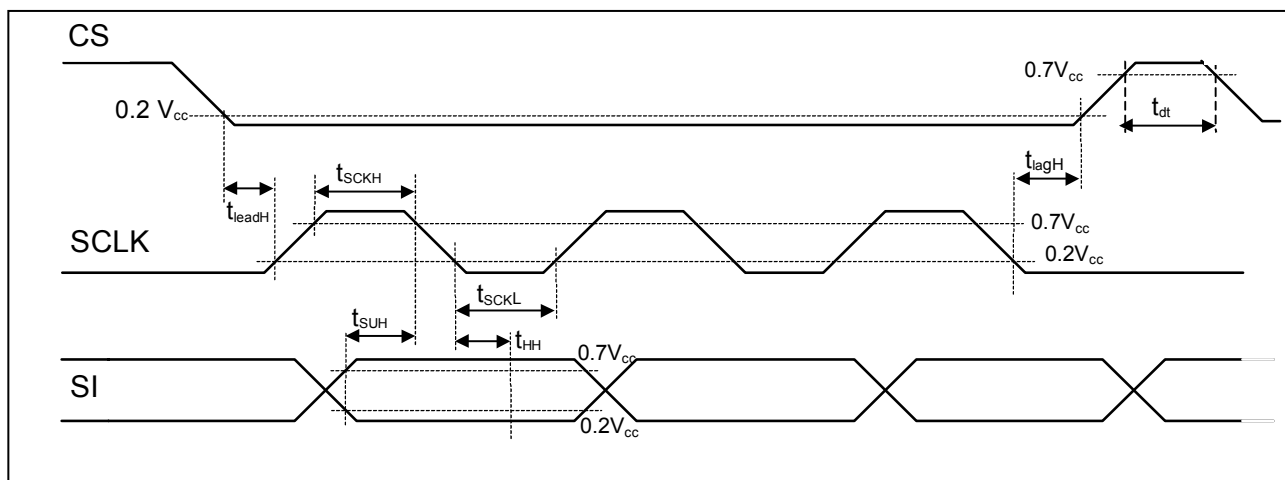 CS
0.7Vcc
0.2 Vcc
tdt
tSCKH
tlagH
tleadH
0.7Vcc
SCLK
0.2Vcc
tSCKL
tSUH
tHH
0.7Vcc
SI
0.2Vcc